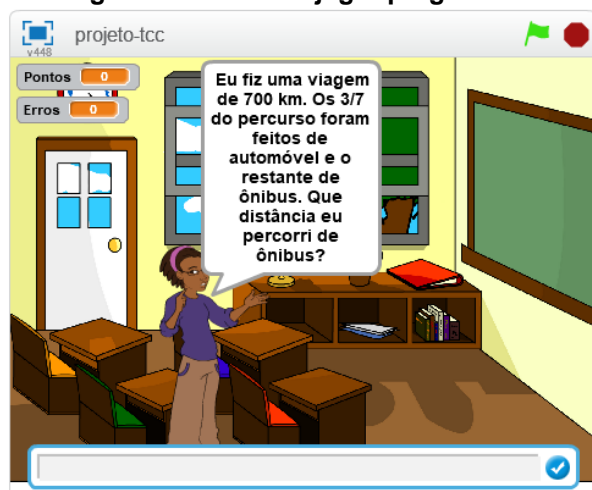 projeto-tcc
v448
Pontos 0
Erros 0
Eu fiz uma viagem
de 700 km. Os 3/7
do percurso foram
feitos de
automóvel e o
restante de
ônibus. Que
distância eu
percorri de
ônibus?